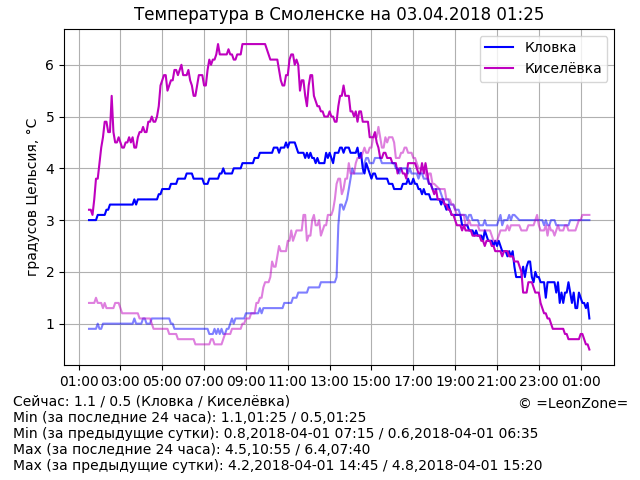 Температура в Смоленске на 03.04.2018 01:25
Кловка
Киселёвка
градусов Цельсия, °C
6
5
4
3
2
1
01:00 03:00 05:00 07:00 09:00 11:00 13:00 15:00 17:00 19:00 21:00 23:00 01:00
Сейчас: 1.1 / 0.5 (Кловка / Киселёвка)
© =LeonZone=
Min (за последние 24 часа): 1.1,01:25 / 0.5,01:25
Min (за предыдущие сутки): 0.8,2018-04-01 07:15 / 0.6,2018-04-01 06:35
Max (за последние 24 часа): 4.5,10:55 / 6.4,07:40
Max (за предыдущие сутки): 4.2,2018-04-01 14:45 / 4.8,2018-04-01 15:20